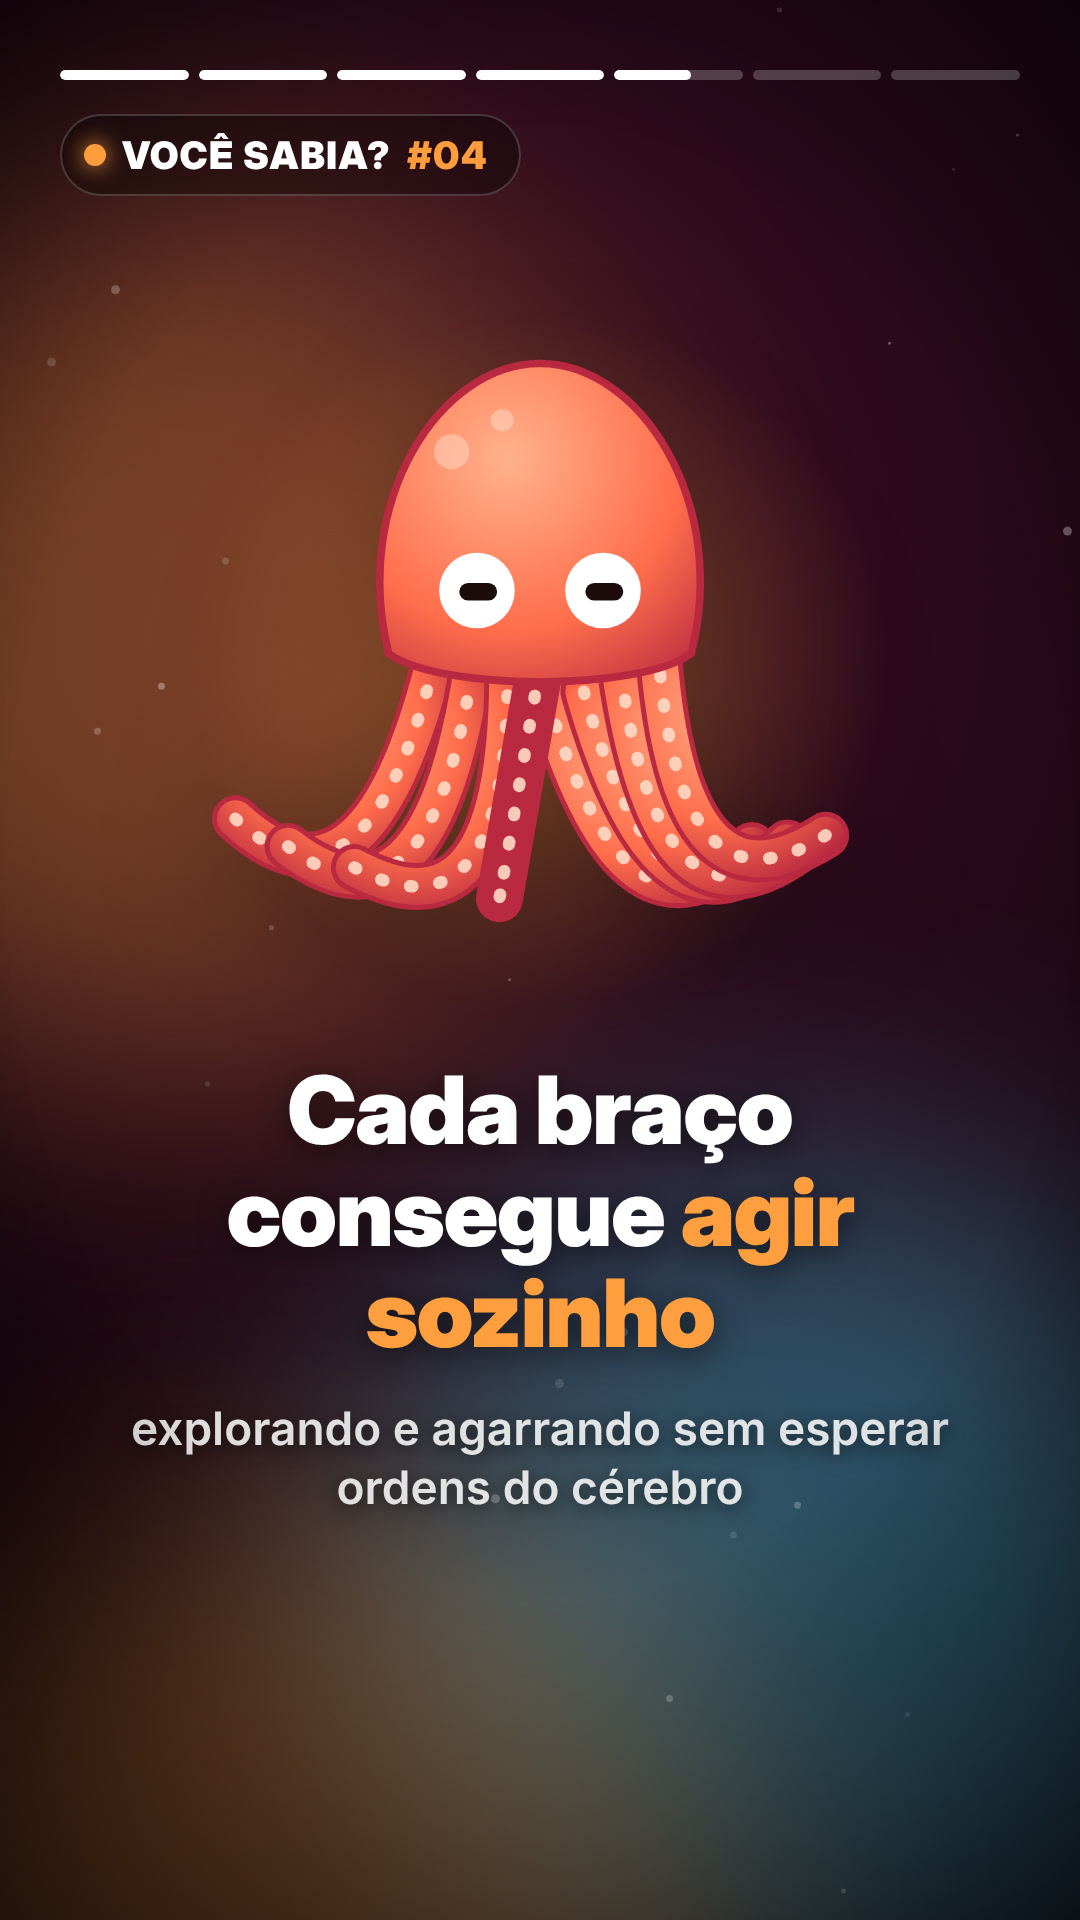 VOCÊ SABIA? #04
Cada braço
consegue agir
sozinho
explorando e agarrando sem esperar
ordens do cérebro